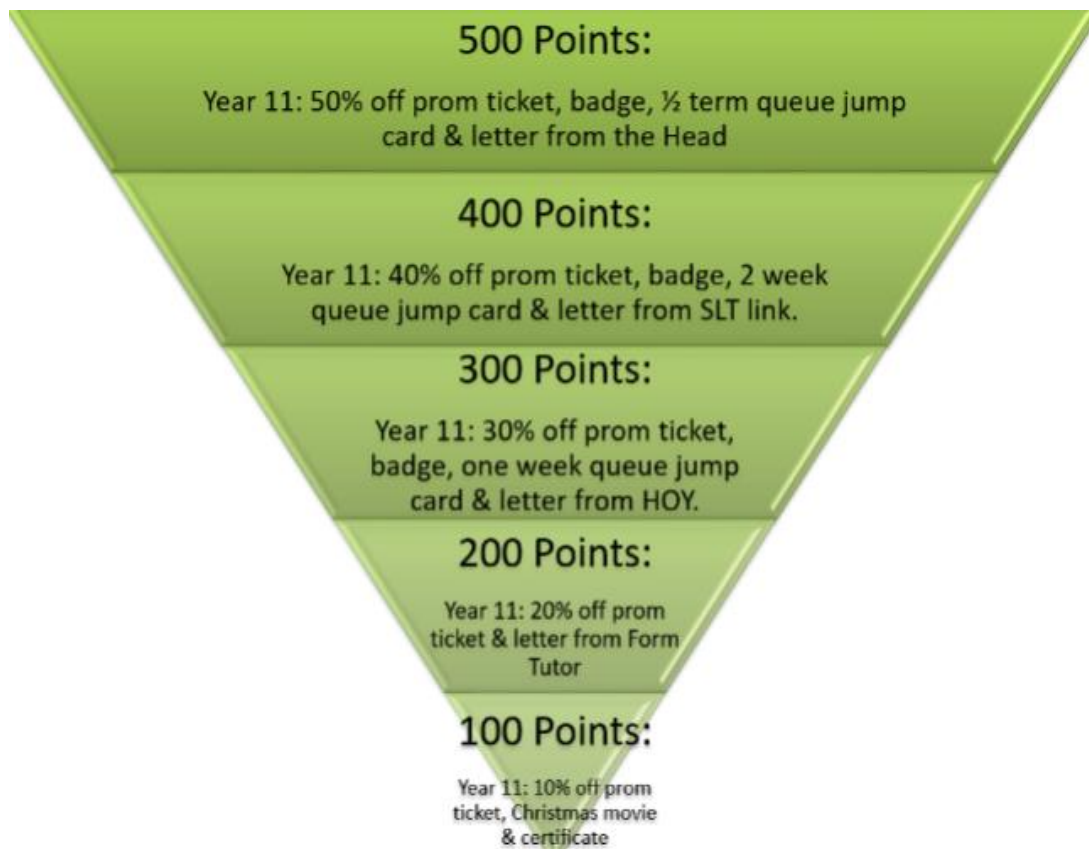 500 Points:
Year 11: 50% off prom ticket, badge, ½ term queue jump
card & letter from the Head
400 Points:
Year 11: 40% off prom ticket, badge, 2 week
queue jump card & letter from SLT link.
300 Points:
Year 11: 30% off prom ticket,
badge, one week queue jump
card & letter from HOY.
200 Points:
Year 11: 20% off prom
ticket & letter from Form
Tutor
100 Points:
Year 11: 10% off prom
ticket, Christmas movie
& certificate